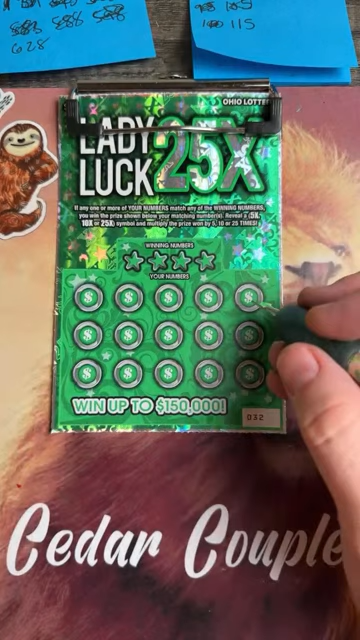 628
115
OHIO LOTTERY
LADY
LUCK
25X
If any one or more of YOUR NUMBERS match any of the WINNING NUMBERS,
you win the prize shown below your matching number(s). Reveal a (5X,
10X or 25X) symbol and multiply the prize won by 5, 10 or 25 TIMES!
WINNING NUMBERS
YOUR NUMBERS
$ $ $ $ $
$ $ $ $ $
$ $ $ $ $
WIN UP TO $150,000!
032
Cedar Couple